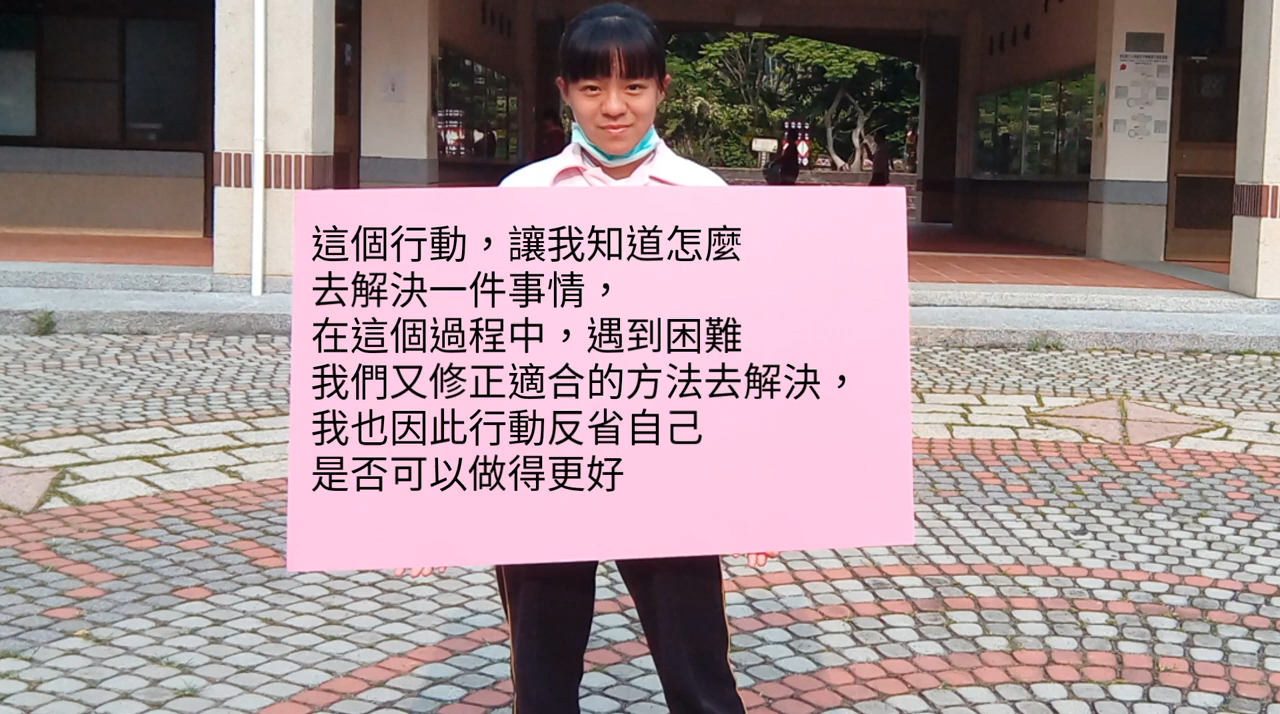 這個行動，讓我知道怎麼
去解決一件事情，
在這個過程中，遇到困難
我們又修正適合的方法去解決，
我也因此行動反省自己
是否可以做得更好